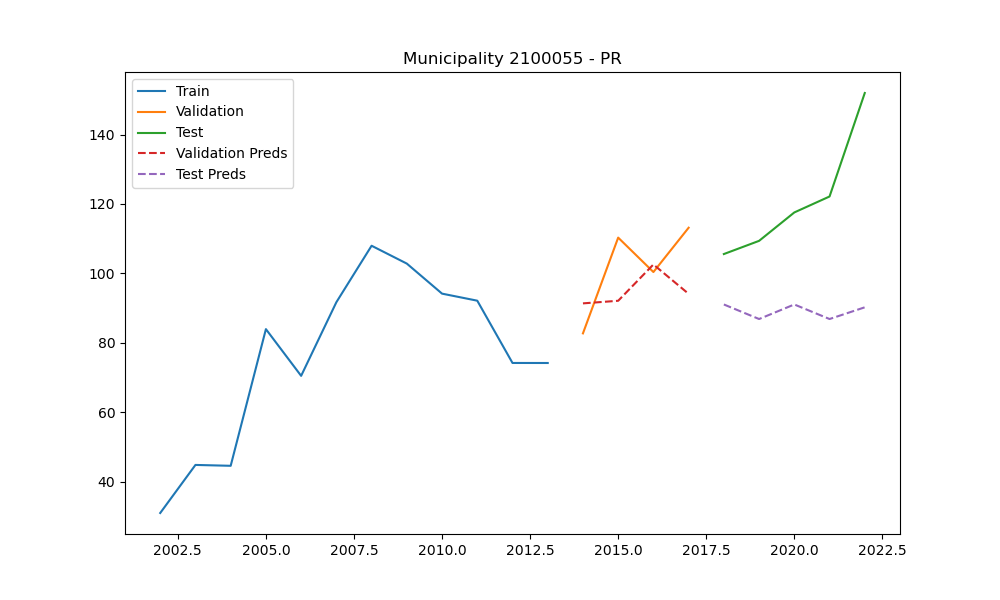 Municipality 2100055 - PR
Train
Validation
Test
Validation Preds
Test Preds
140
120
100
80
60
40
2002.5 2005.0 2007.5 2010.0 2012.5 2015.0 2017.5 2020.0 2022.5